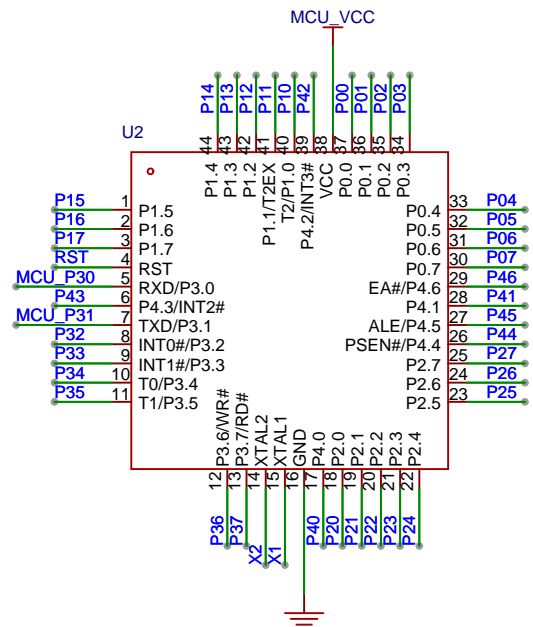 MCU_VCC
P14
P13
P12
P11
P10
P42
P00
P01
P02
P03
U2
44
43
42
41
40
39
38
37
36
35
34
P1.4
P1.3
P1.2
P1.1/T2EX
T2/P1.0
P4.2/INT3#
VCC
P0.0
P0.1
P0.2
P0.3
P15 1 P1.5
P16 2 P1.6
P17 3 P1.7
RST 4 RST
MCU_P30 5 RXD/P3.0
P43 6 P4.3/INT2#
MCU_P31 7 TXD/P3.1
P32 8 INT0#/P3.2
P33 9 INT1#/P3.3
P34 10 T0/P3.4
P35 11 T1/P3.5
P0.4 33 P04
P0.5 32 P05
P0.6 31 P06
P0.7 30 P07
EA#/P4.6 29 P46
P4.1 28 P41
ALE/P4.5 27 P45
PSEN#/P4.4 26 P44
P2.7 25 P27
P2.6 24 P26
P2.5 23 P25
P3.6/WR#
P3.7/RD#
XTAL2
XTAL1
GND
P4.0
P2.0
P2.1
P2.2
P2.3
P2.4
12
13
14
15
16
17
18
19
20
21
22
P36
P37
X2
X1
P40
P20
P21
P22
P23
P24